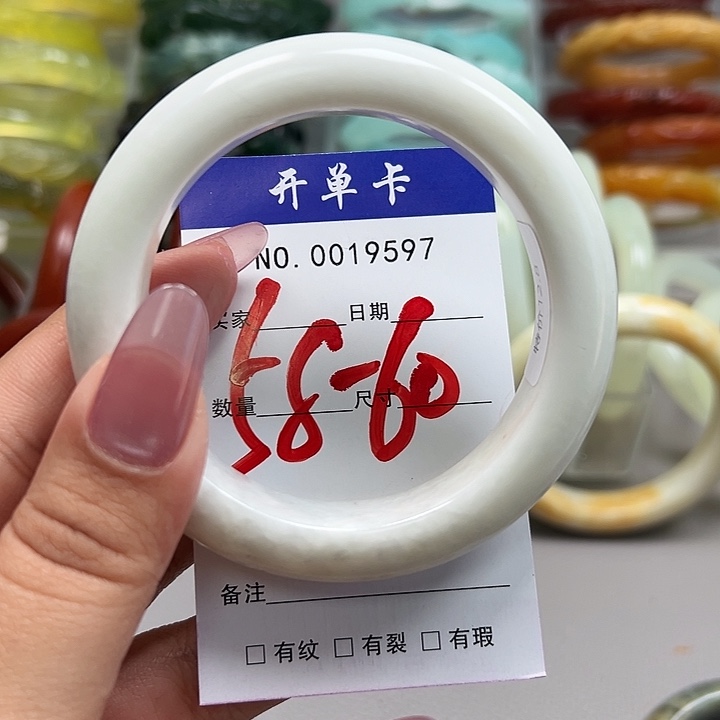 开单卡
NO.0019597
买家 日期
58-60
数量 尺寸
备注
□ 有纹 □ 有裂 □ 有瑕